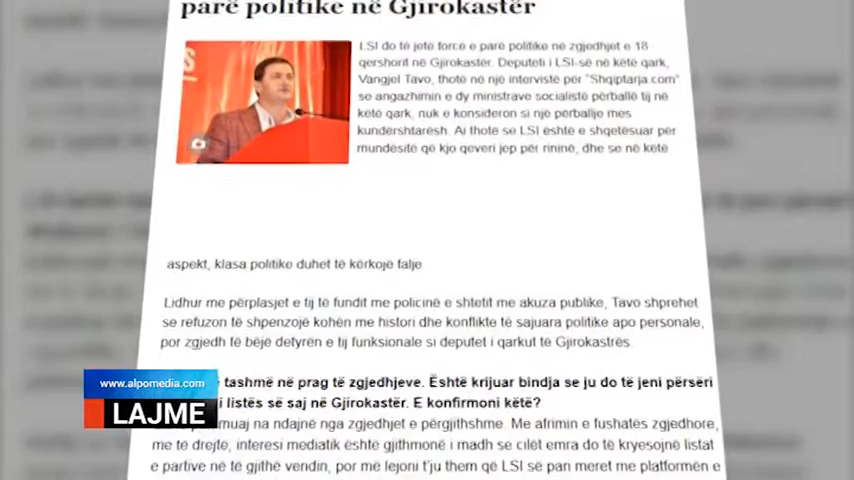 parë politike në Gjirokastër
LSI do të jetë forcë e parë politike në zgjedhjet e 18
qershorit në Gjirokastër. Deputeti i LSI-së në këtë qark,
Vangjel Tavo, thotë në një intervistë për "Shqiptarja.com"
se angazhimin e dy ministrave socialistë përballë tij në
këtë qark, nuk e konsideron si një përballje mes
kundërshtarësh. Ai thotë se LSI është e shqetësuar për
mundësitë që kjo qeveri jep për rininë, dhe se në këtë
aspekt, klasa politike duhet të kërkojë falje
Lidhur me përplasjet e tij të fundit me policinë e shtetit me akuza publike, Tavo shprehet
se refuzon të shpenzojë kohën me histori dhe konflikte të sajuara politike apo personale,
por zgjedh të bëjë detyrën e tij funksionale si deputet i qarkut të Gjirokastrës.
tashmë në prag të zgjedhjeve. Është krijuar bindja se ju do të jeni përsëri
i listës së saj në Gjirokastër. E konfirmoni këtë?
muaj na ndajnë nga zgjedhjet e përgjithshme. Me afrimin e fushatës zgjedhore,
me të drejtë, interesi mediatik është gjithmonë i madh se cilët emra do të kryesojnë listat
e partive në të gjithë vendin, por më lejoni t'ju them që LSI së pari merret me platformën e
www.alpomedia.com
LAJME